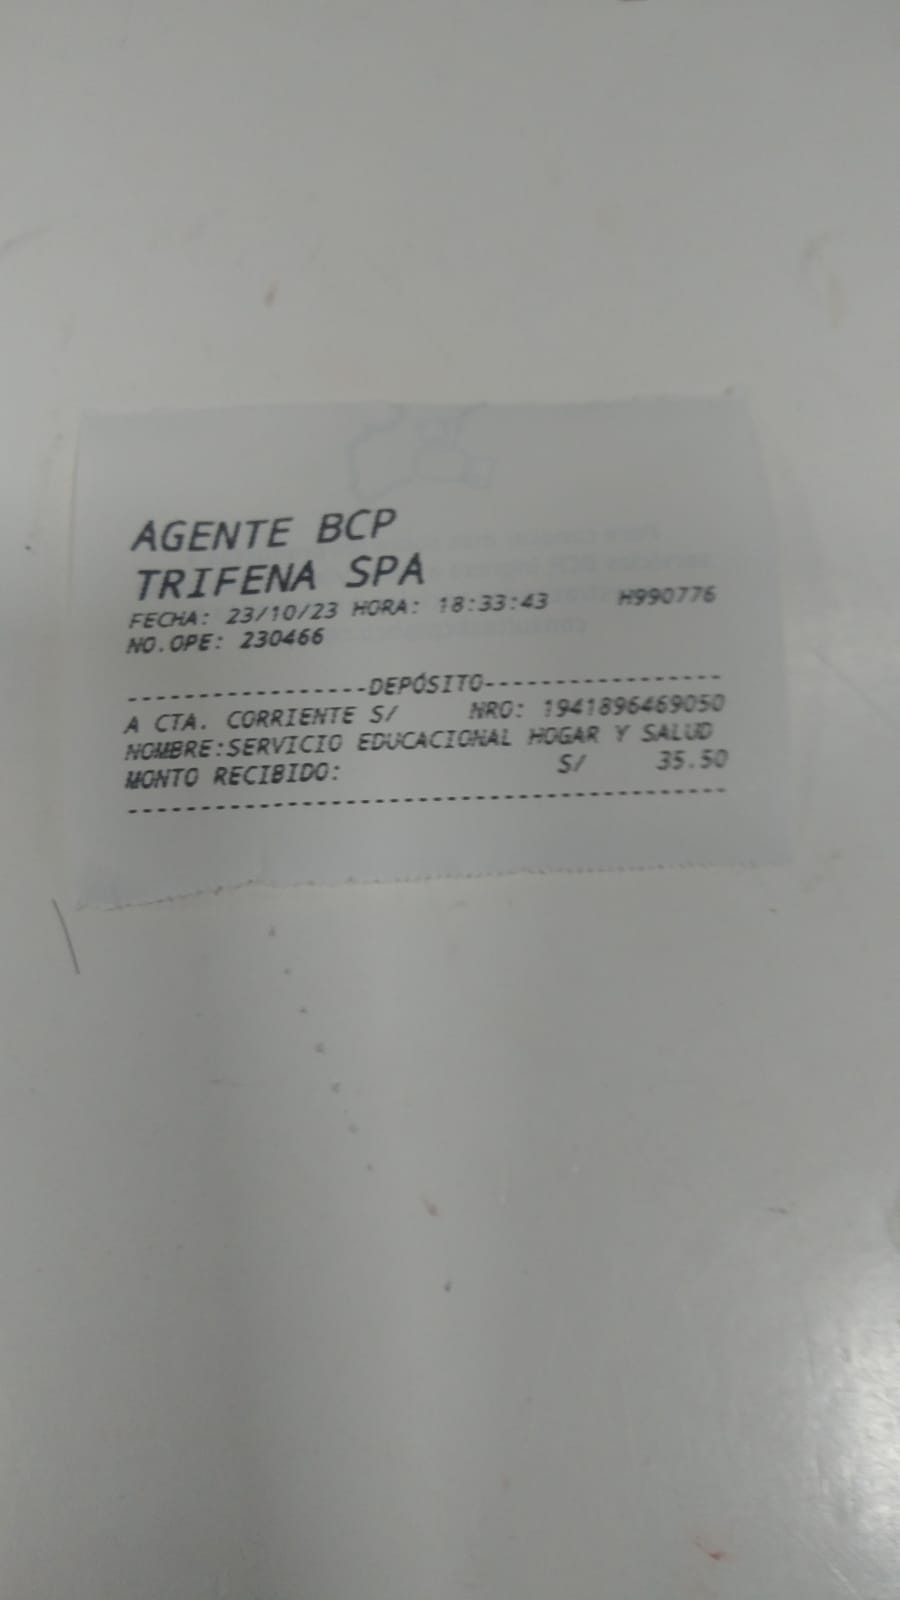 AGENTE BCP
TRIFENA SPA
FECHA: 23/10/23 HORA: 18:33:43 H990776
NO.OPE: 230466
-----------------DEPÓSITO-----------------
A CTA. CORRIENTE S/ NRO: 1941896469050
NOMBRE:SERVICIO EDUCACIONAL HOGAR Y SALUD
MONTO RECIBIDO: S/ 35.50
------------------------------------------